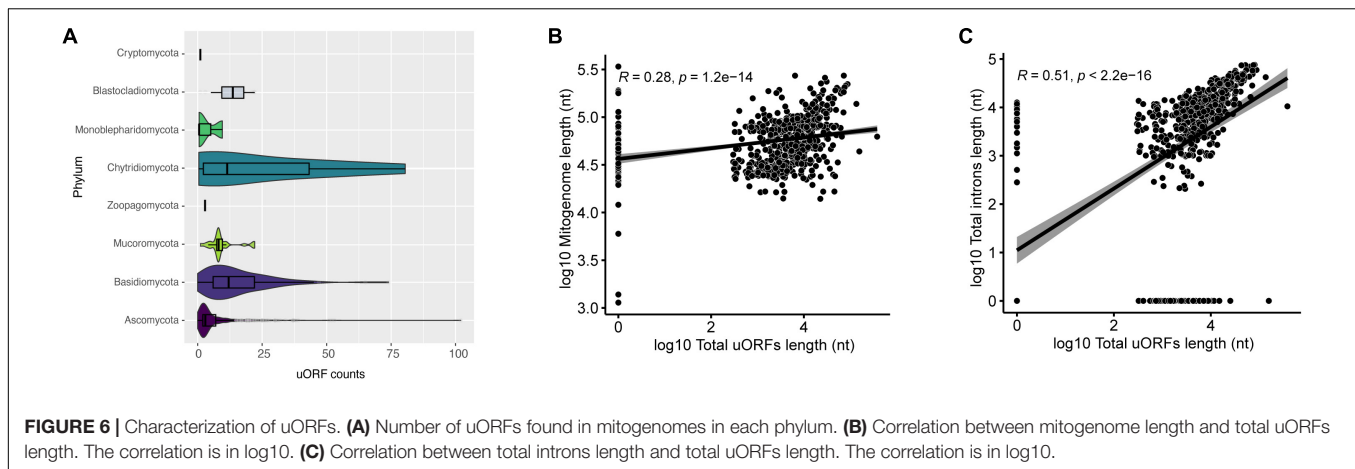 A
Phylum
Cryptomycota
Blastocladiomycota
Monoblepharidomycota
Chytridiomycota
Zoopagomycota
Mucoromycota
Basidiomycota
Ascomycota
0 25 50 75 100
uORF counts
B
R = 0.28, p = 1.2e−14
log10 Mitogenome length (nt)
5.5
5.0
4.5
4.0
3.5
3.0
0 2 4
log10 Total uORFs length (nt)
C
R = 0.51, p < 2.2e−16
log10 Total introns length (nt)
5
4
3
2
1
0
0 2 4
log10 Total uORFs length (nt)
FIGURE 6 | Characterization of uORFs. (A) Number of uORFs found in mitogenomes in each phylum. (B) Correlation between mitogenome length and total uORFs
length. The correlation is in log10. (C) Correlation between total introns length and total uORFs length. The correlation is in log10.